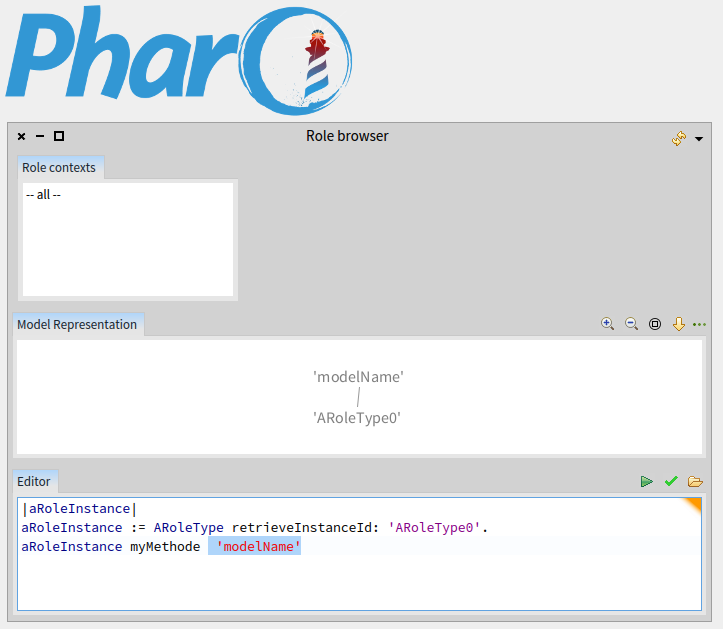 Pharo
Role browser
Role contexts
-- all --
Model Representation
'modelName'
'ARoleType0'
Editor
|aRoleInstance|
aRoleInstance := ARoleType retrieveInstanceId: 'ARoleType0'.
aRoleInstance myMethode 'modelName'